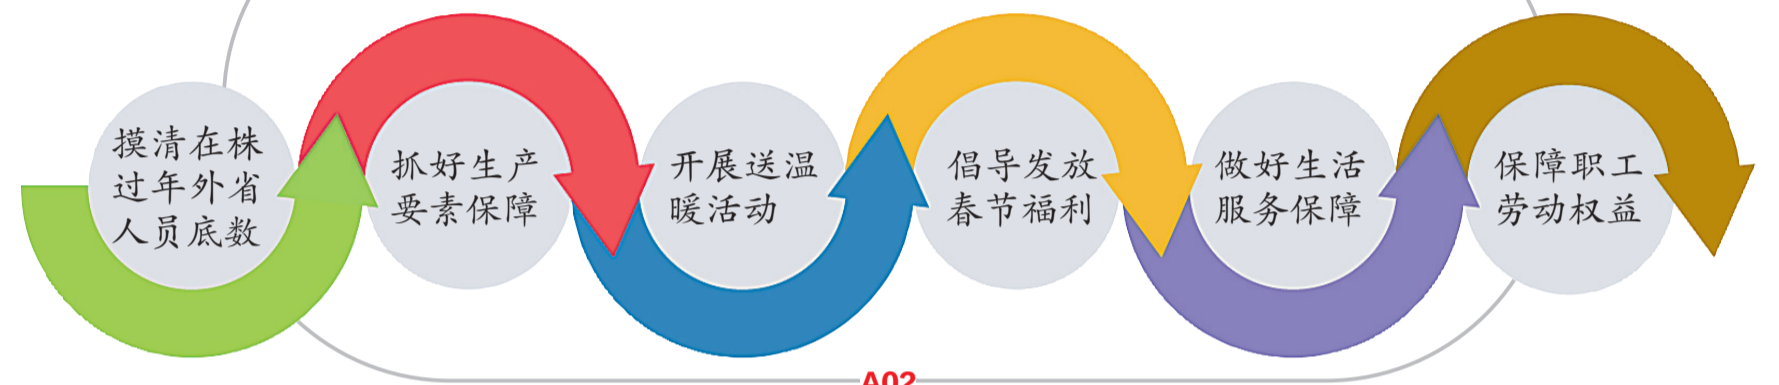 摸清在株
过年外省
人员底数
抓好生产
要素保障
开展送温
暖活动
倡导发放
春节福利
做好生活
服务保障
保障职工
劳动权益
A02